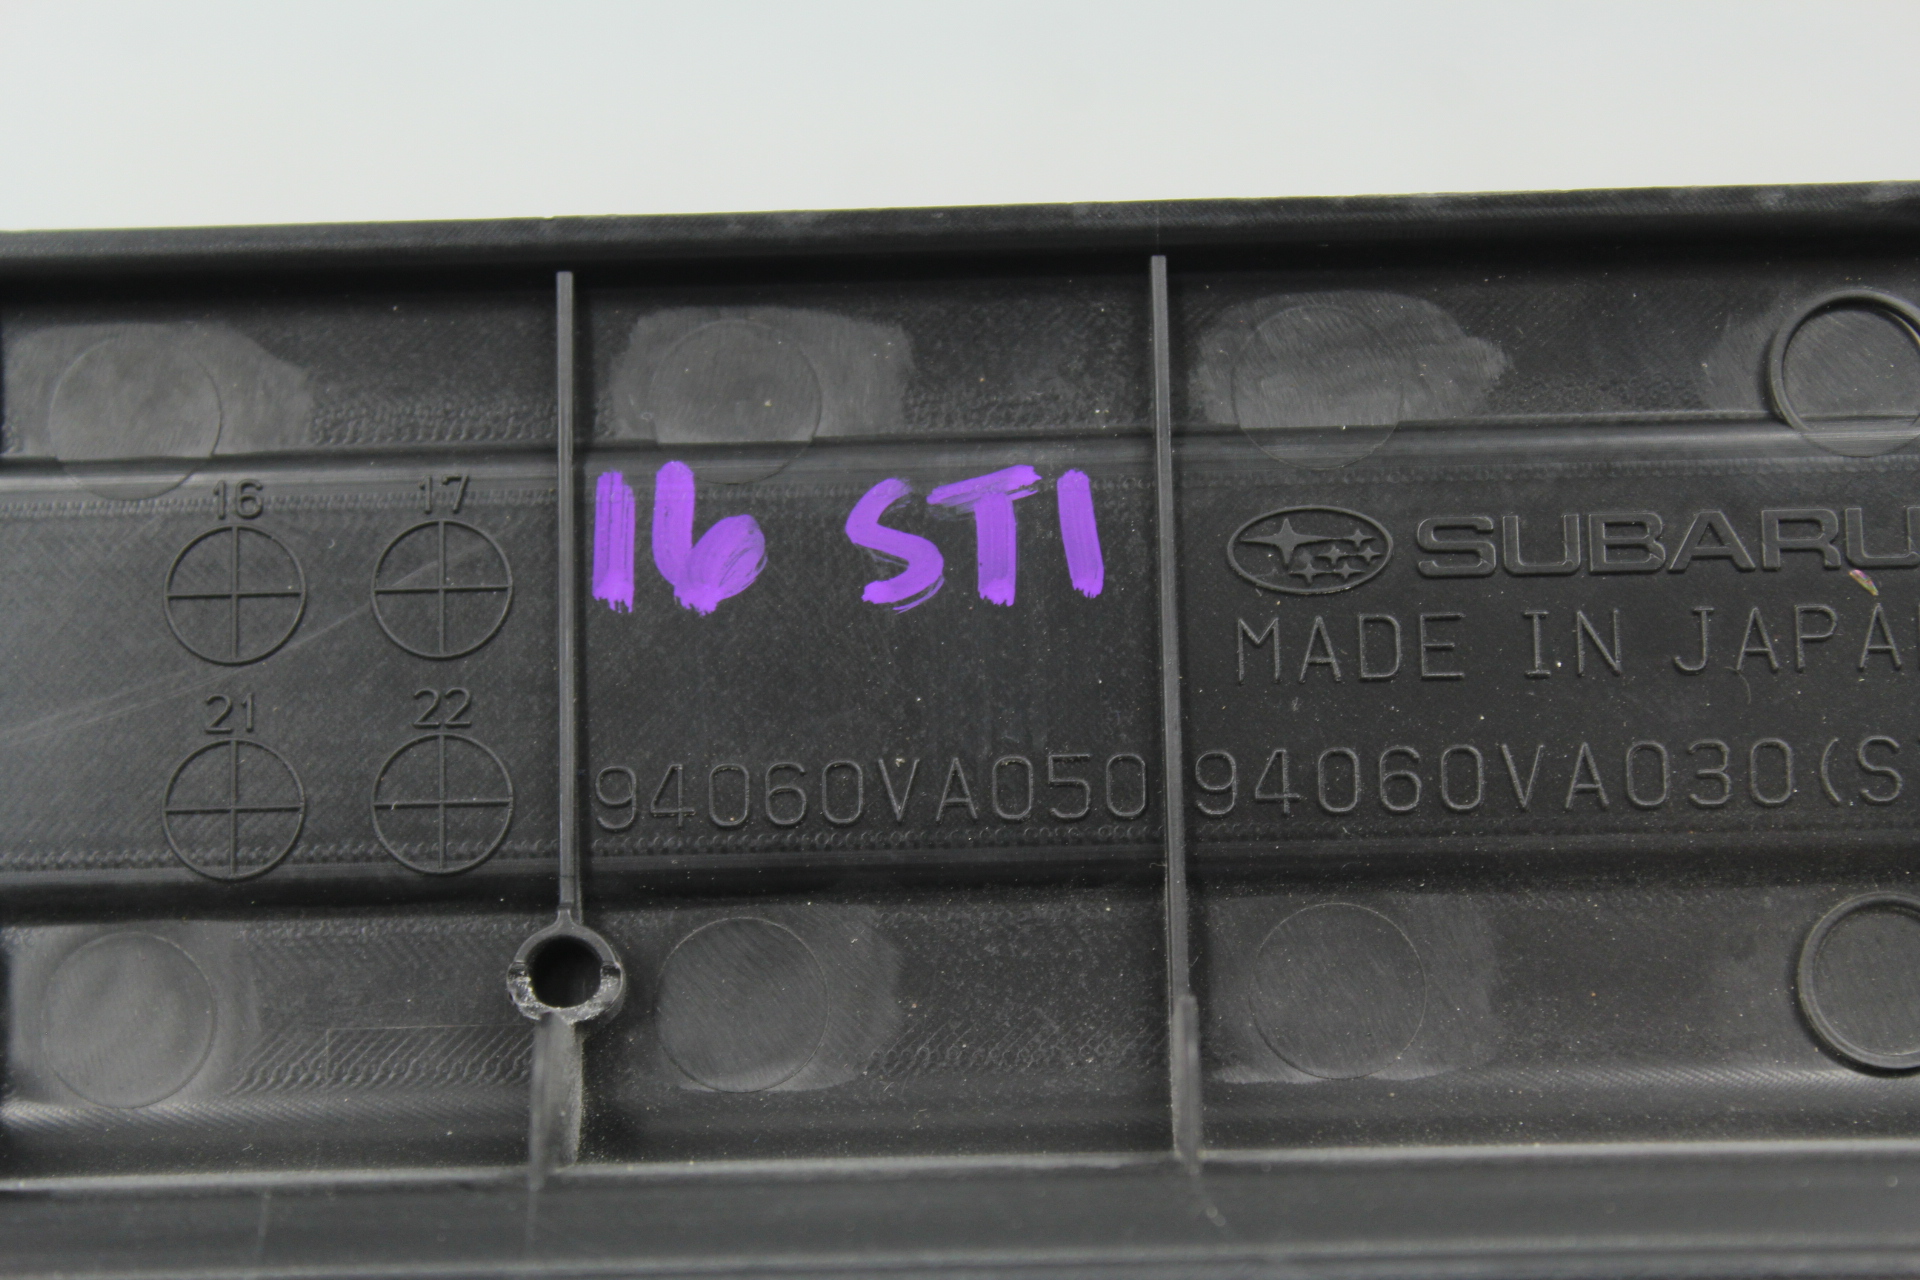 16 17
16 STI
SUBARU
MADE IN JAPA
21 22
94060VA050 94060VA030(S